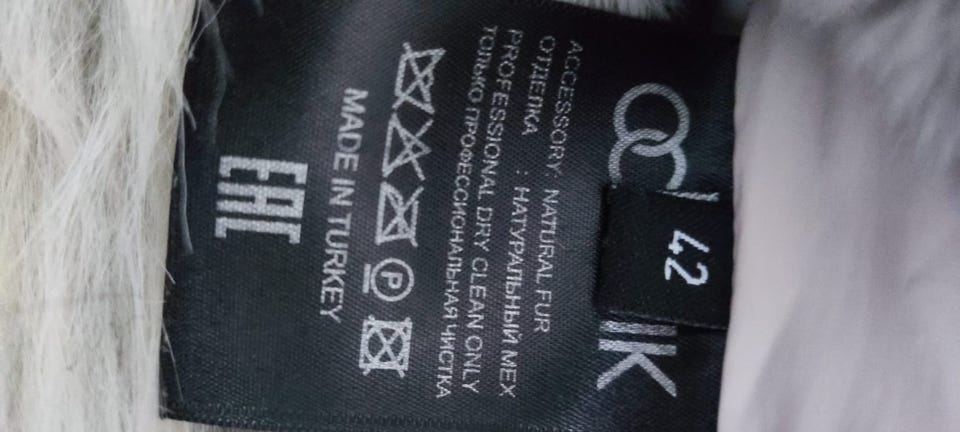 42
ACCESSORY NATURAL FUR
ОТДЕЛКА : НАТУРАЛЬНЫЙ МЕХ
PROFESSIONAL DRY CLEAN ONLY
ТОЛЬКО ПРОФЕССИОНАЛЬНАЯ ЧИСТКА
P
MADE IN TURKEY
EAC